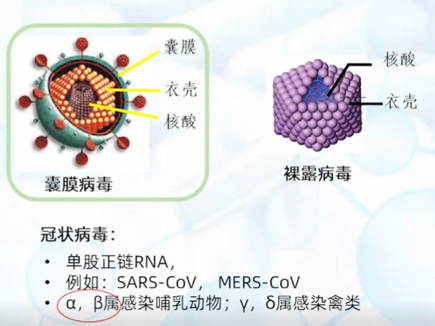 囊膜
衣壳
核酸
囊膜病毒
核酸
衣壳
裸露病毒
冠状病毒：
• 单股正链RNA，
• 例如：SARS-CoV， MERS-CoV
• α，β属感染哺乳动物；γ，δ属感染禽类